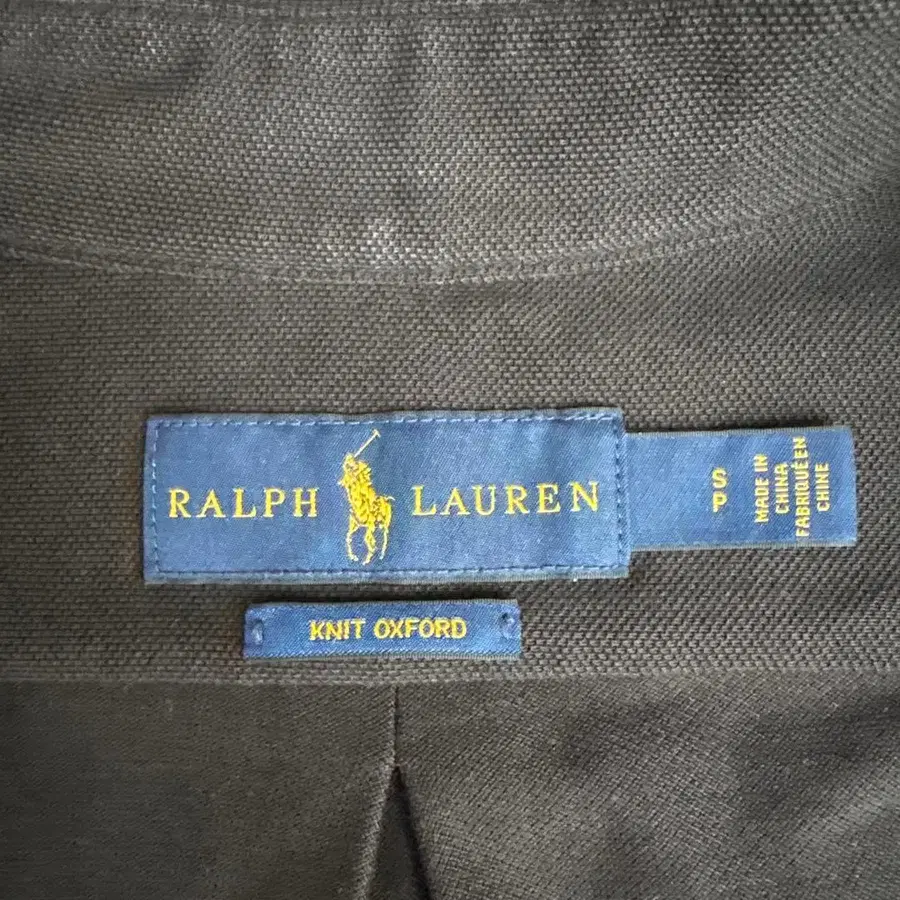 RALPH LAUREN
S
P
MADE IN
CHINA
FABRIQUÉ EN
CHINE
KNIT OXFORD